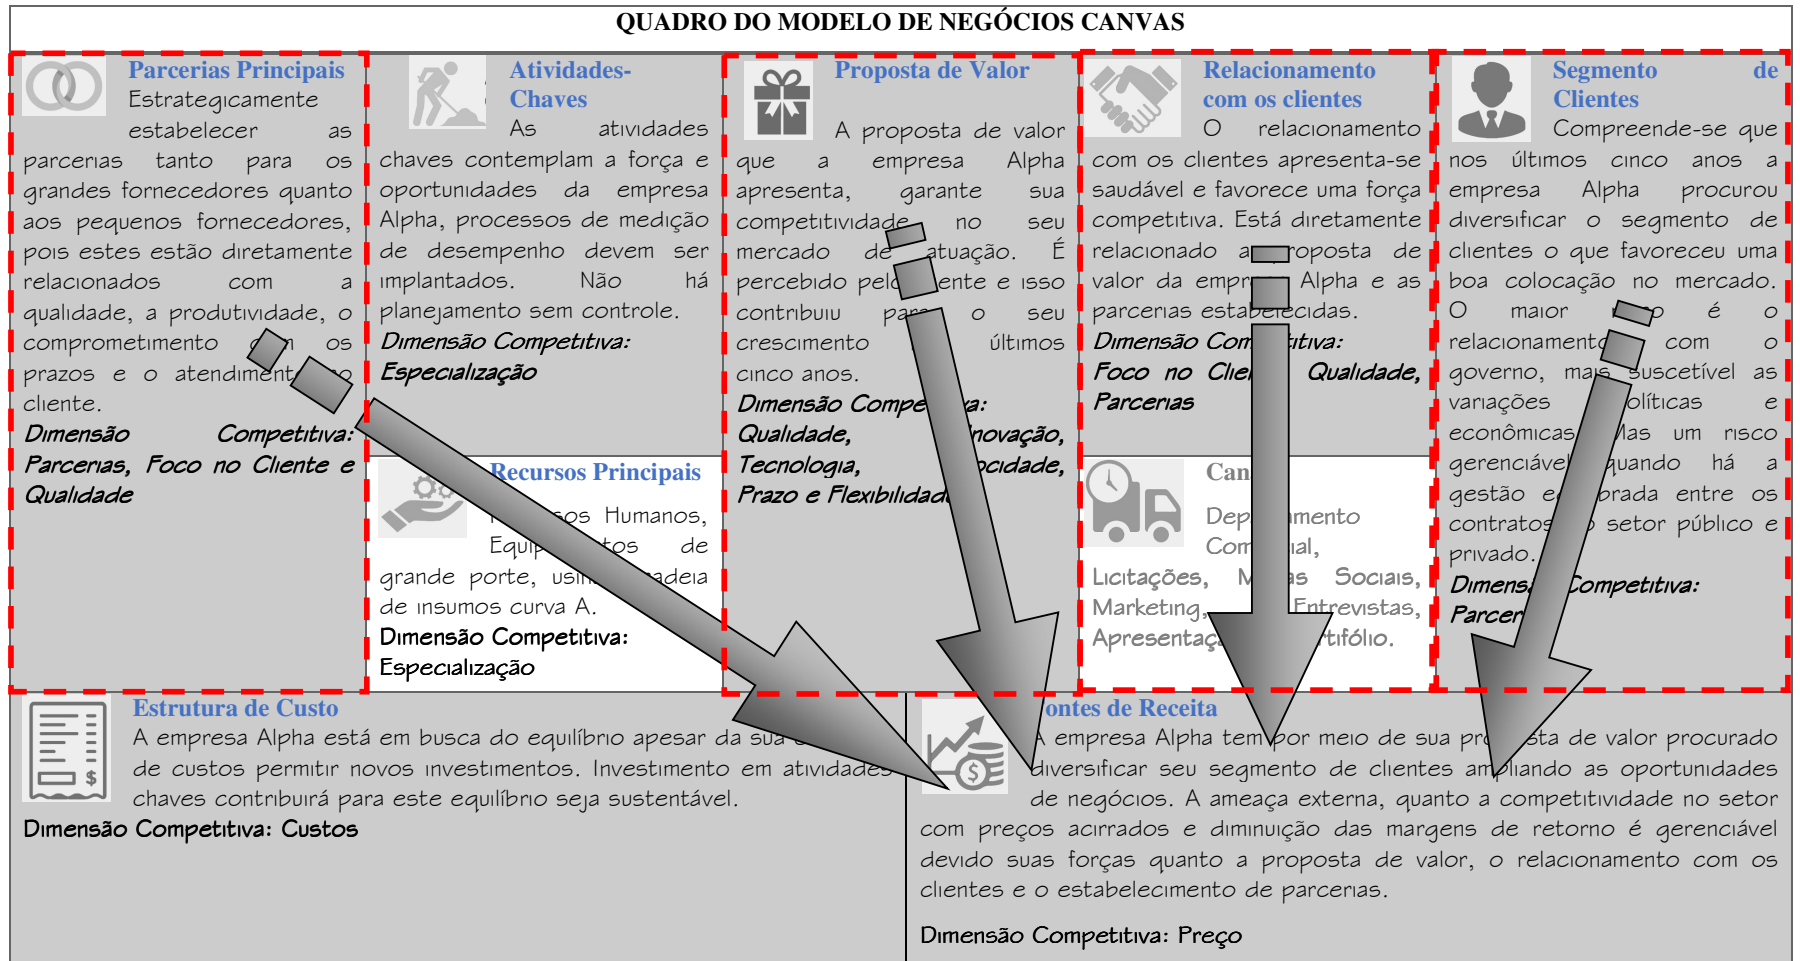 QUADRO DO MODELO DE NEGÓCIOS CANVAS
Parcerias Principais
Estrategicamente
estabelecer as
parcerias tanto para os
grandes fornecedores quanto
aos pequenos fornecedores,
pois estes estão diretamente
relacionados com a
qualidade, a produtividade, o
comprometimento os
prazos e o atendimento
cliente.
Dimensão Competitiva:
Parcerias, Foco no Cliente e
Qualidade
Atividades-
Chaves
As atividades
chaves contemplam a força e
oportunidades da empresa
Alpha, processos de medição
de desempenho devem ser
implantados. Não há
planejamento sem controle.
Dimensão Competitiva:
Especialização
Recursos Principais
Humanos,
de
grande porte,
de insumos curva A.
Dimensão Competitiva:
Especialização
Proposta de Valor
A proposta de valor
que a empresa Alpha
apresenta, garante sua
competitividade no seu
mercado de atuação. É
percebido pelo e isso
contribuiu para o seu
crescimento últimos
cinco anos.
Dimensão
Qualidade,
Tecnologia,
Prazo e Flexibilidade
Relacionamento
com os clientes
O relacionamento
com os clientes apresenta-se
saudável e favorece uma força
competitiva. Está diretamente
relacionado a proposta de
valor da empresa Alpha e as
parcerias estabelecidas.
Dimensão Competitiva:
Foco no Cliente Qualidade,
Parcerias
Departamento
Comercial,
Licitações, Sociais,
Marketing, Entrevistas,
Segmento de
Clientes
Compreende-se que
nos últimos cinco anos a
empresa Alpha procurou
diversificar o segmento de
clientes o que favoreceu uma
boa colocação no mercado.
O maior é o
relacionamento com o
governo, mais suscetível as
variações políticas e
econômicas. Mas um risco
gerenciável quando há a
gestão entre os
contratos setor público e
privado.
Dimensão Competitiva:
Estrutura de Custo
A empresa Alpha está em busca do equilíbrio apesar da sua
de custos permitir novos investimentos. Investimento em atividades
chaves contribuirá para este equilíbrio seja sustentável.
Dimensão Competitiva: Custos
Fontes de Receita
A empresa Alpha tem por meio de sua proposta de valor procurado
diversificar seu segmento de clientes ampliando as oportunidades
de negócios. A ameaça externa, quanto a competitividade no setor
com preços acirrados e diminuição das margens de retorno é gerenciável
devido suas forças quanto a proposta de valor, o relacionamento com os
clientes e o estabelecimento de parcerias.
Dimensão Competitiva: Preço